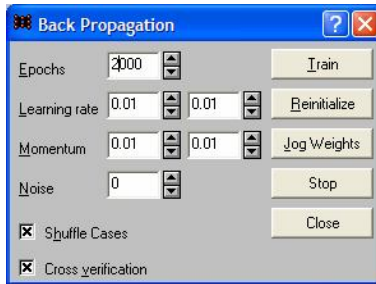 Back Propagation
Epochs 2000 Train
Learning rate 0.01 0.01 Reinitialize
Momentum 0.01 0.01 Jog Weights
Noise 0 Stop
Shuffle Cases Close
Cross verification